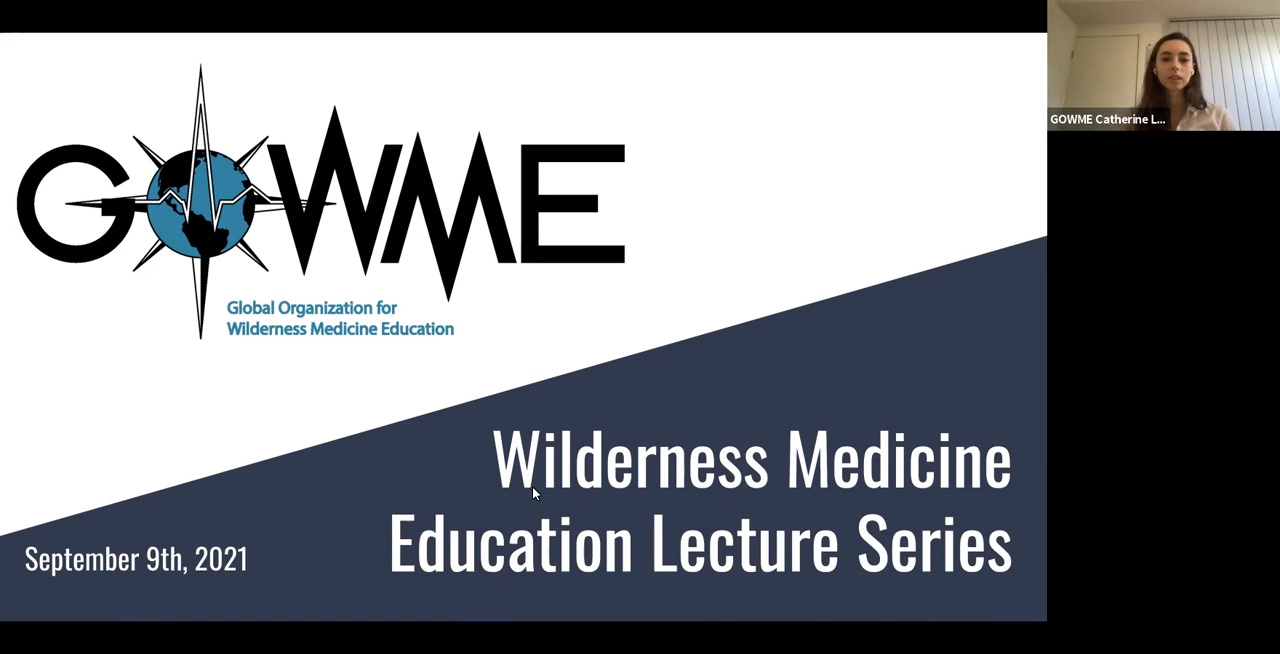 GOWME
Global Organization for
Wilderness Medicine Education
Wilderness Medicine
Education Lecture Series
September 9th, 2021
GOWME Catherine L...